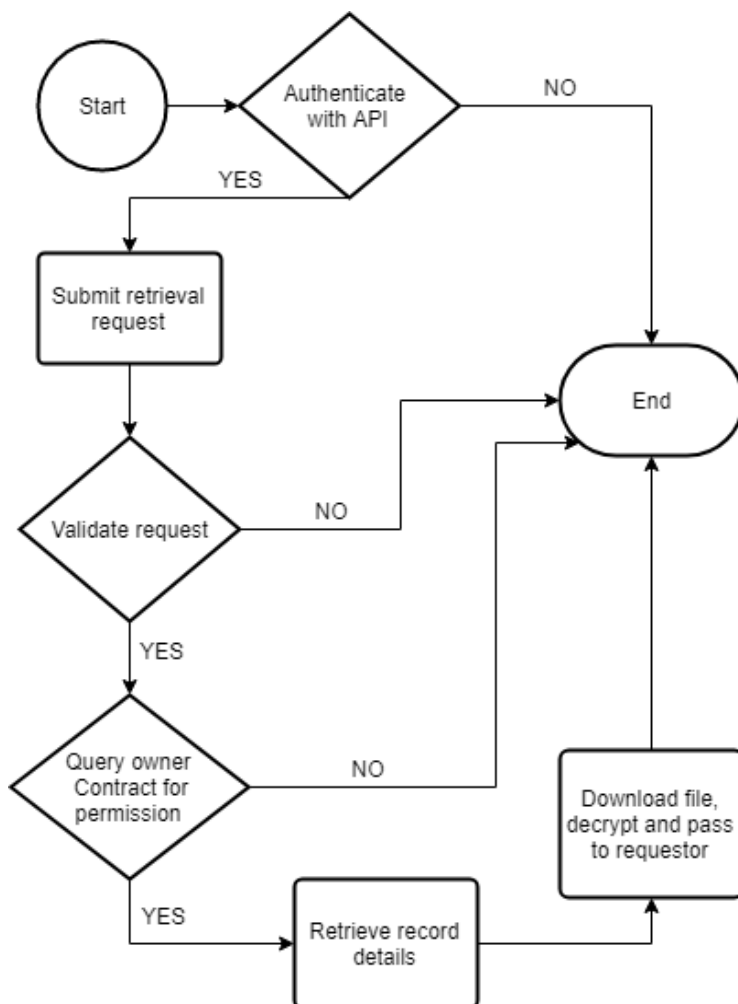 Start
Authenticate
with API
NO
YES
Submit retrieval
request
End
Validate request
NO
YES
Query owner
Contract for
permission
NO
Download file,
decrypt and pass
to requestor
YES
Retrieve record
details